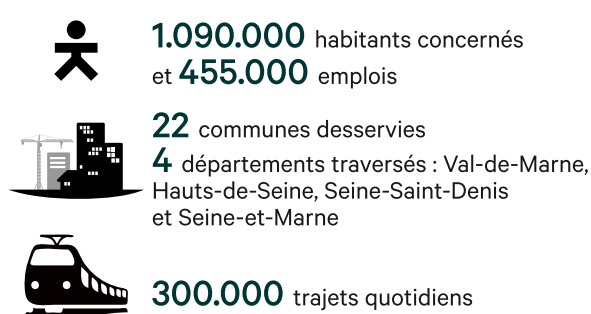 1.090.000 habitants concernés
et 455.000 emplois
22 communes desservies
4 départements traversés : Val-de-Marne,
Hauts-de-Seine, Seine-Saint-Denis
et Seine-et-Marne
300.000 trajets quotidiens